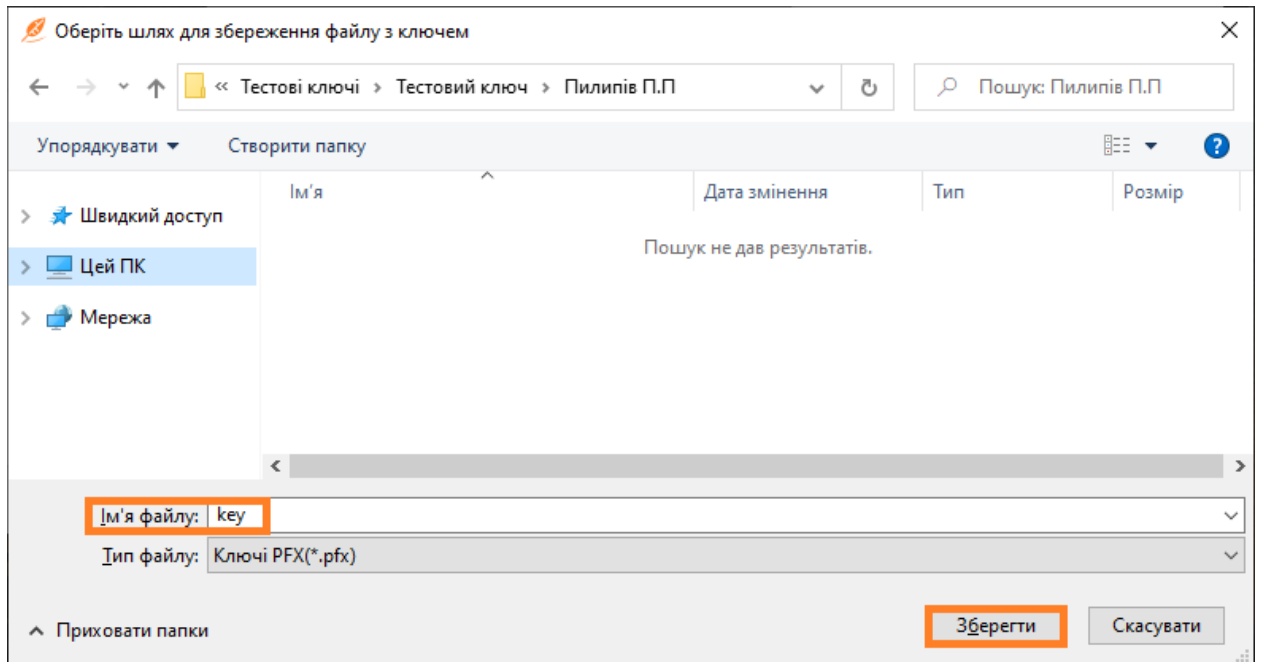 Оберіть шлях для збереження файлу з ключем
« Тестові ключі › Тестовий ключ › Пилипів П.П
Пошук: Пилипів П.П
Упорядкувати
Створити папку
?
Ім'я
Дата змінення
Тип
Розмір
Швидкий доступ
Пошук не дав результатів.
Цей ПК
Мережа
Ім'я файлу: key
Тип файлу: Ключі PFX(*.pfx)
Приховати папки
Зберегти
Скасувати